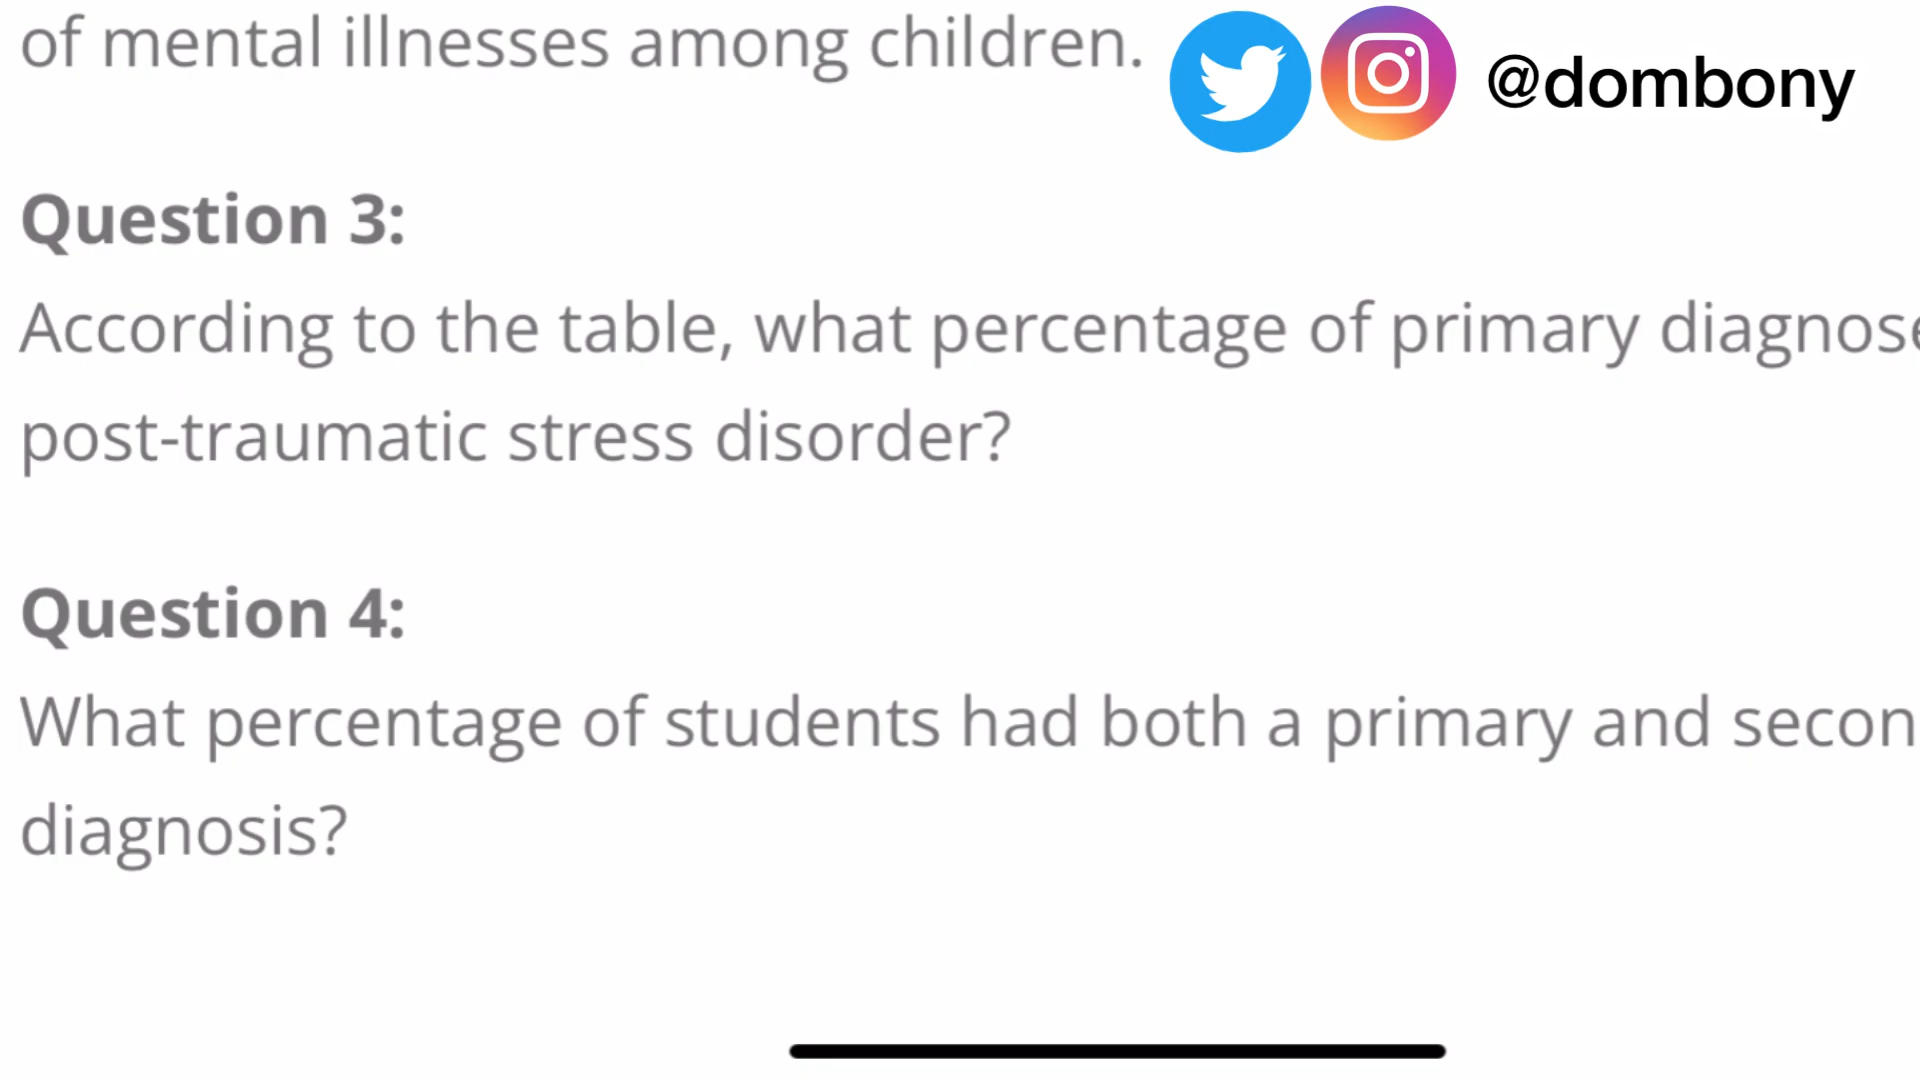 of mental illnesses among children.
@dombony
Question 3:
According to the table, what percentage of primary diagnose
post-traumatic stress disorder?
Question 4:
What percentage of students had both a primary and secon
diagnosis?